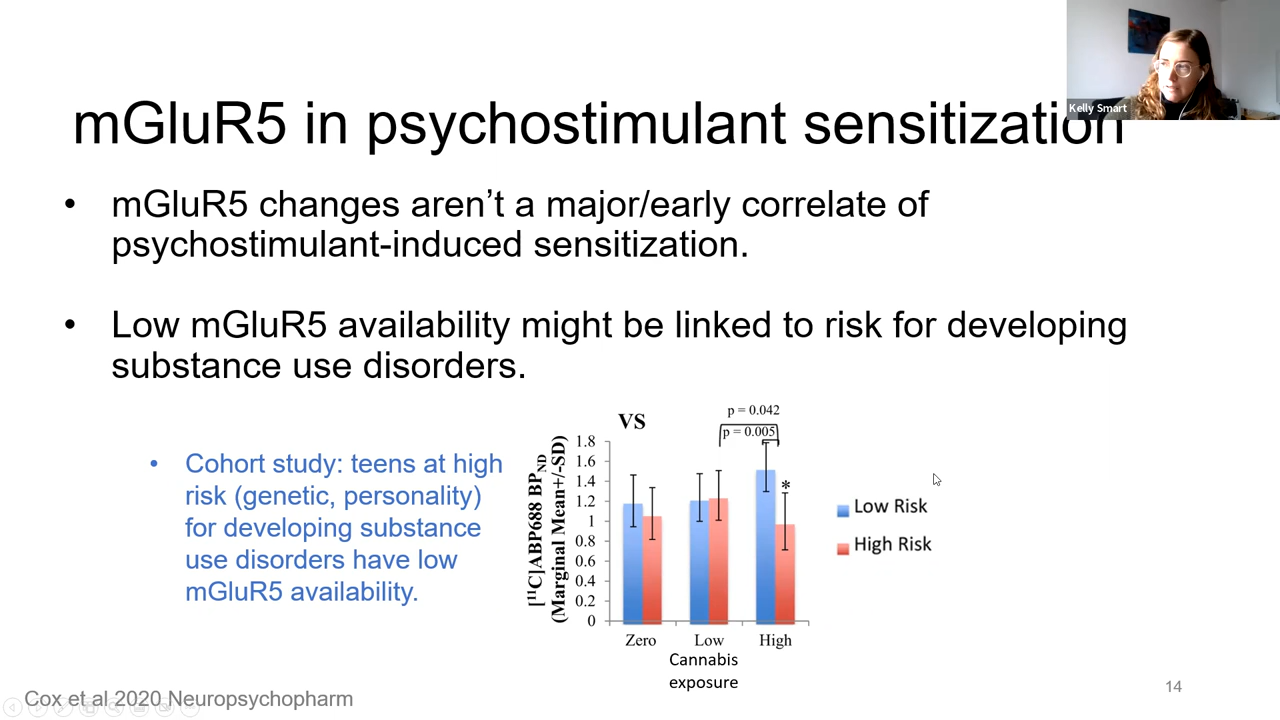 Kelly Smart
mGluR5 in psychostimulant sensitization
• mGluR5 changes aren't a major/early correlate of
psychostimulant-induced sensitization.
• Low mGluR5 availability might be linked to risk for developing
substance use disorders.
• Cohort study: teens at high
risk (genetic, personality)
for developing substance
use disorders have low
mGluR5 availability.
VS
p = 0.042
p = 0.005
*
[¹¹C]ABP688 BP_ND
(Marginal Mean+/-SD)
1.8
1.6
1.4
1.2
1
0.8
0.6
0.4
0.2
0
Zero Low High
Cannabis
exposure
Low Risk
High Risk
Cox et al 2020 Neuropsychopharm
14